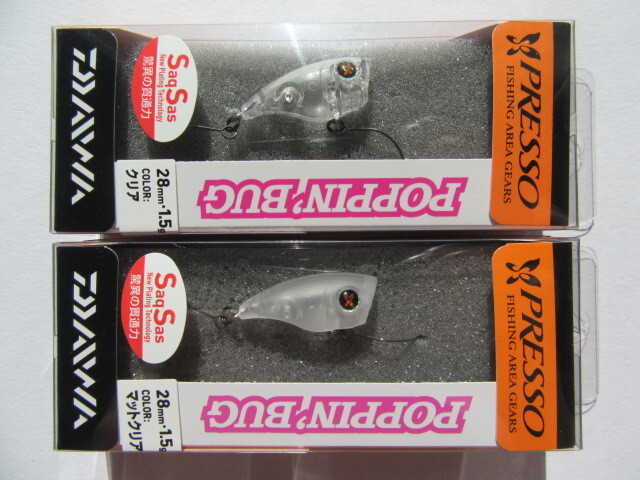 DAIWA
SaqSas
New Plating Technology
驚異の貫通力
28mm・1.5g
COLOR:
クリア
POPPIN' BUG
PRESSO
FISHING AREA GEARS
DAIWA
SaqSas
New Plating Technology
驚異の貫通力
28mm・1.5g
COLOR:
マットクリア
POPPIN' BUG
PRESSO
FISHING AREA GEARS